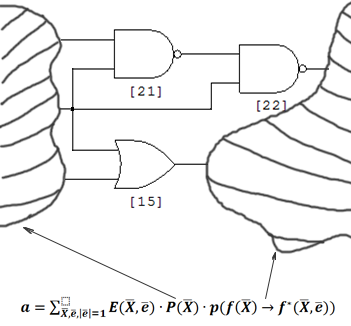 [21]
[22]
[15]
a = ∑^{⬚}_{X̅,e̅,|e̅|=1} E(X̅,e̅) · P(X̅) · p(f(X̅) → f*(X̅,e̅))